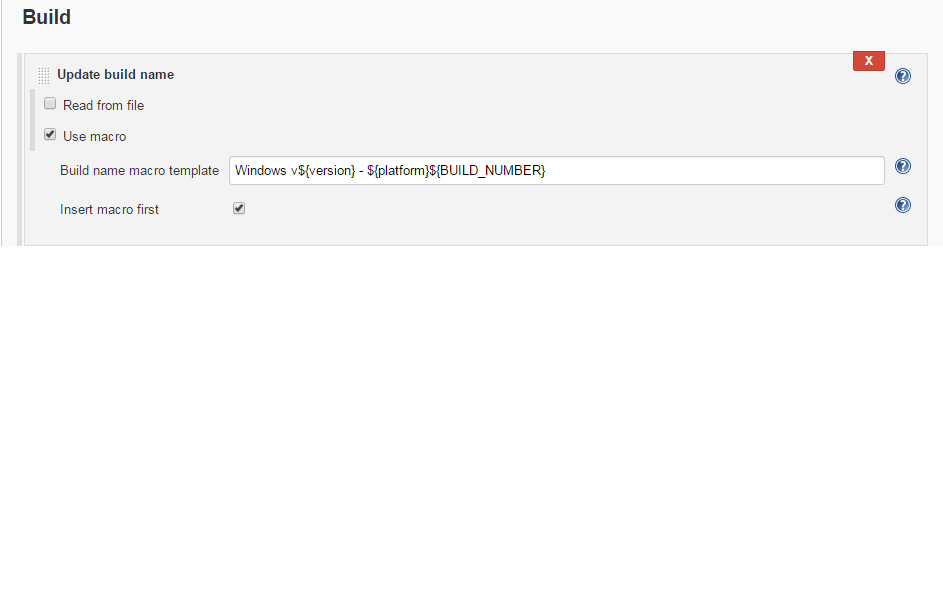 Build
Update build name
X
?
Read from file
Use macro
Build name macro template Windows v${version} - ${platform}${BUILD_NUMBER}
?
Insert macro first
?